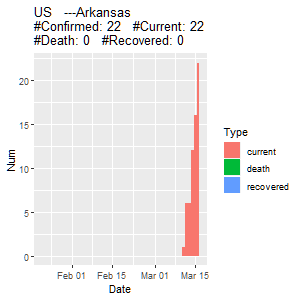 US   ---Arkansas
#Confirmed: 22   #Current: 22
#Death: 0   #Recovered: 0
20
15
10
5
0
Num
Feb 01
Feb 15
Mar 01
Mar 15
Date
Type
current
death
recovered